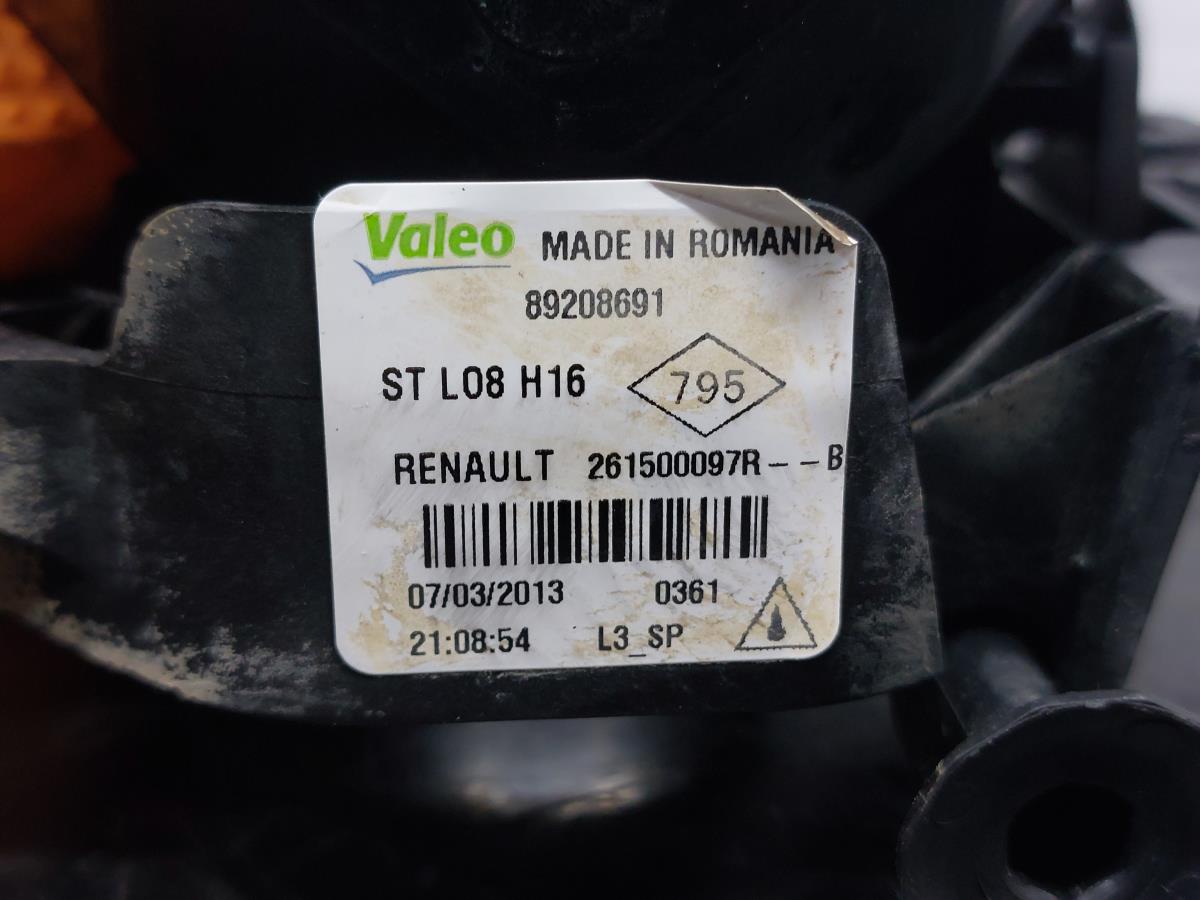 Valeo MADE IN ROMANIA
89208691
ST L08 H16 795
RENAULT 261500097R--B
07/03/2013 0361
21:08:54 L3_SP